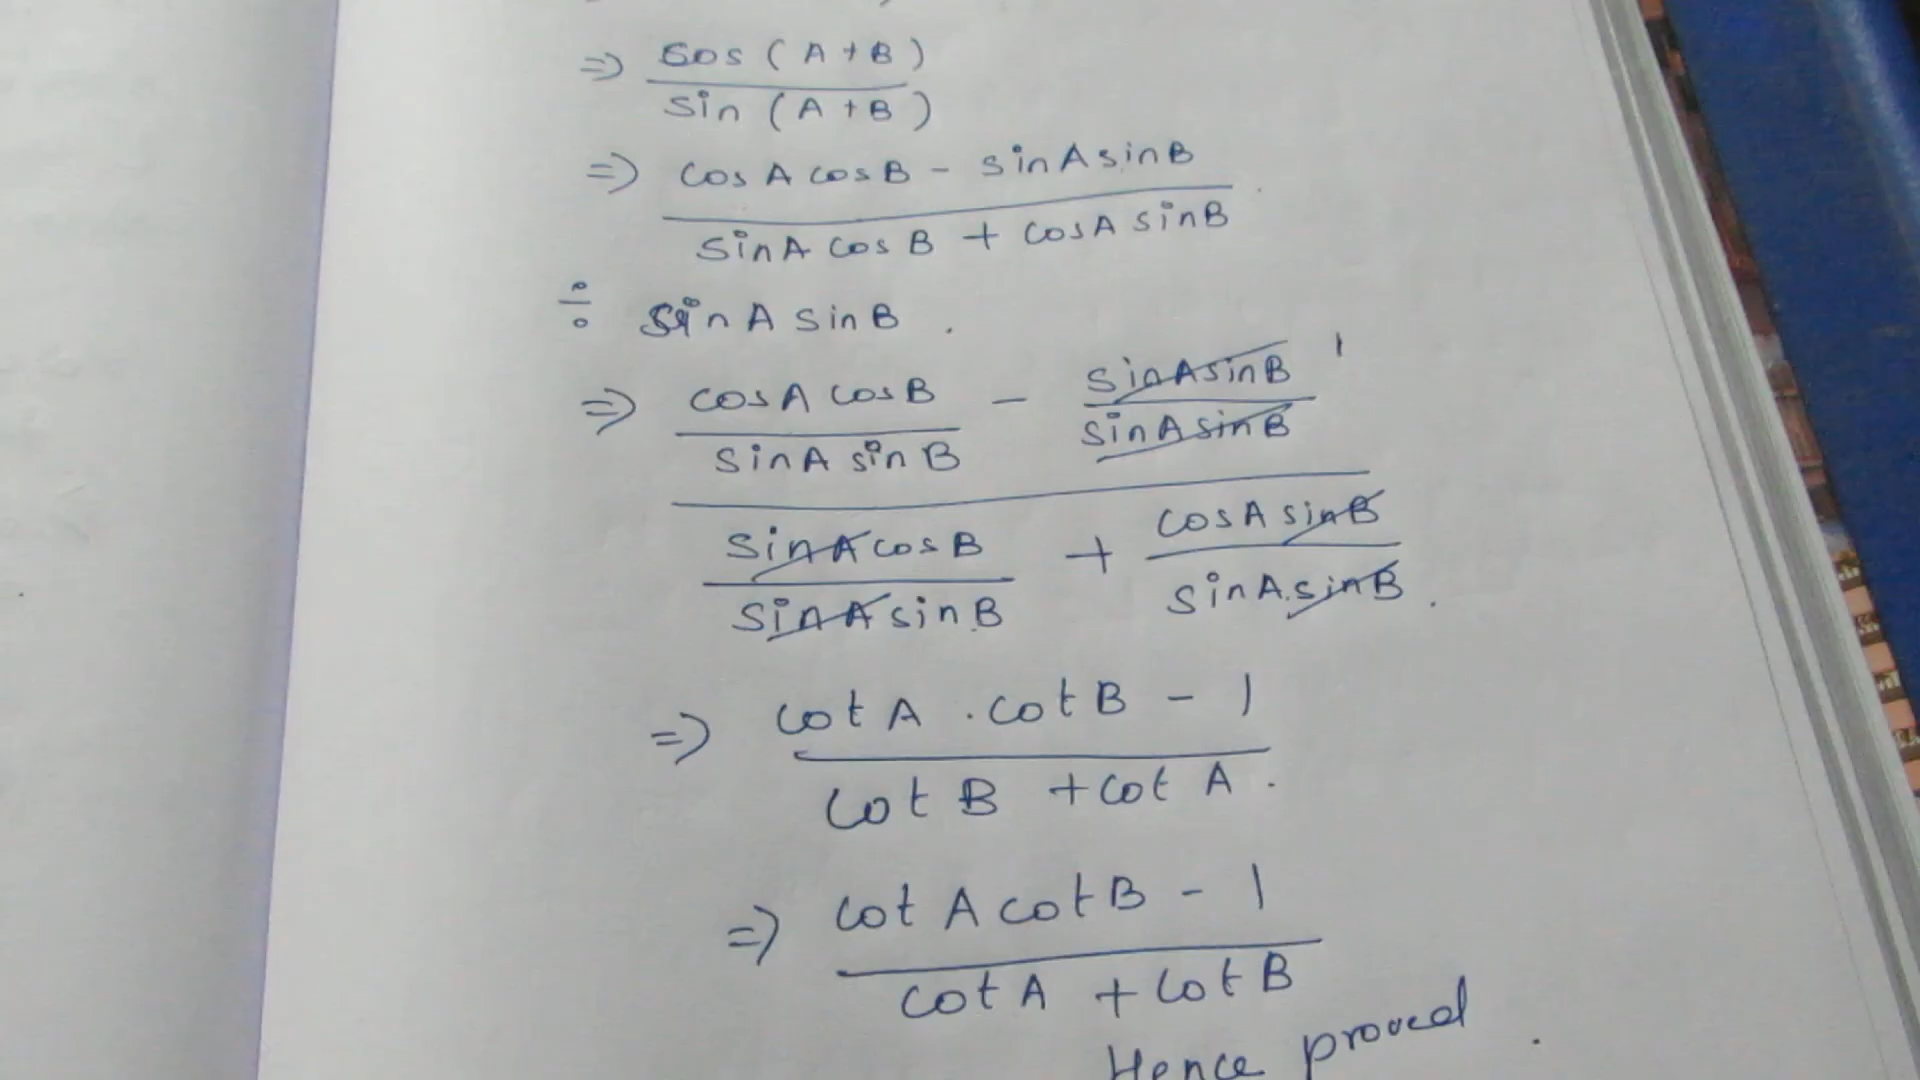 => cos (A+B)
sin (A+B)
=> cos A cos B - sin A sin B
sin A cos B + cos A sin B
÷ sin A sin B .
=> cos A cos B - sin A sin B 1
sin A sin B sin A sin B
sin A cos B + cos A sin B
sin A sin B sin A . sin B .
=> cot A . cot B - 1
cot B + cot A .
=> cot A cot B - 1
cot A + cot B
Hence proved .